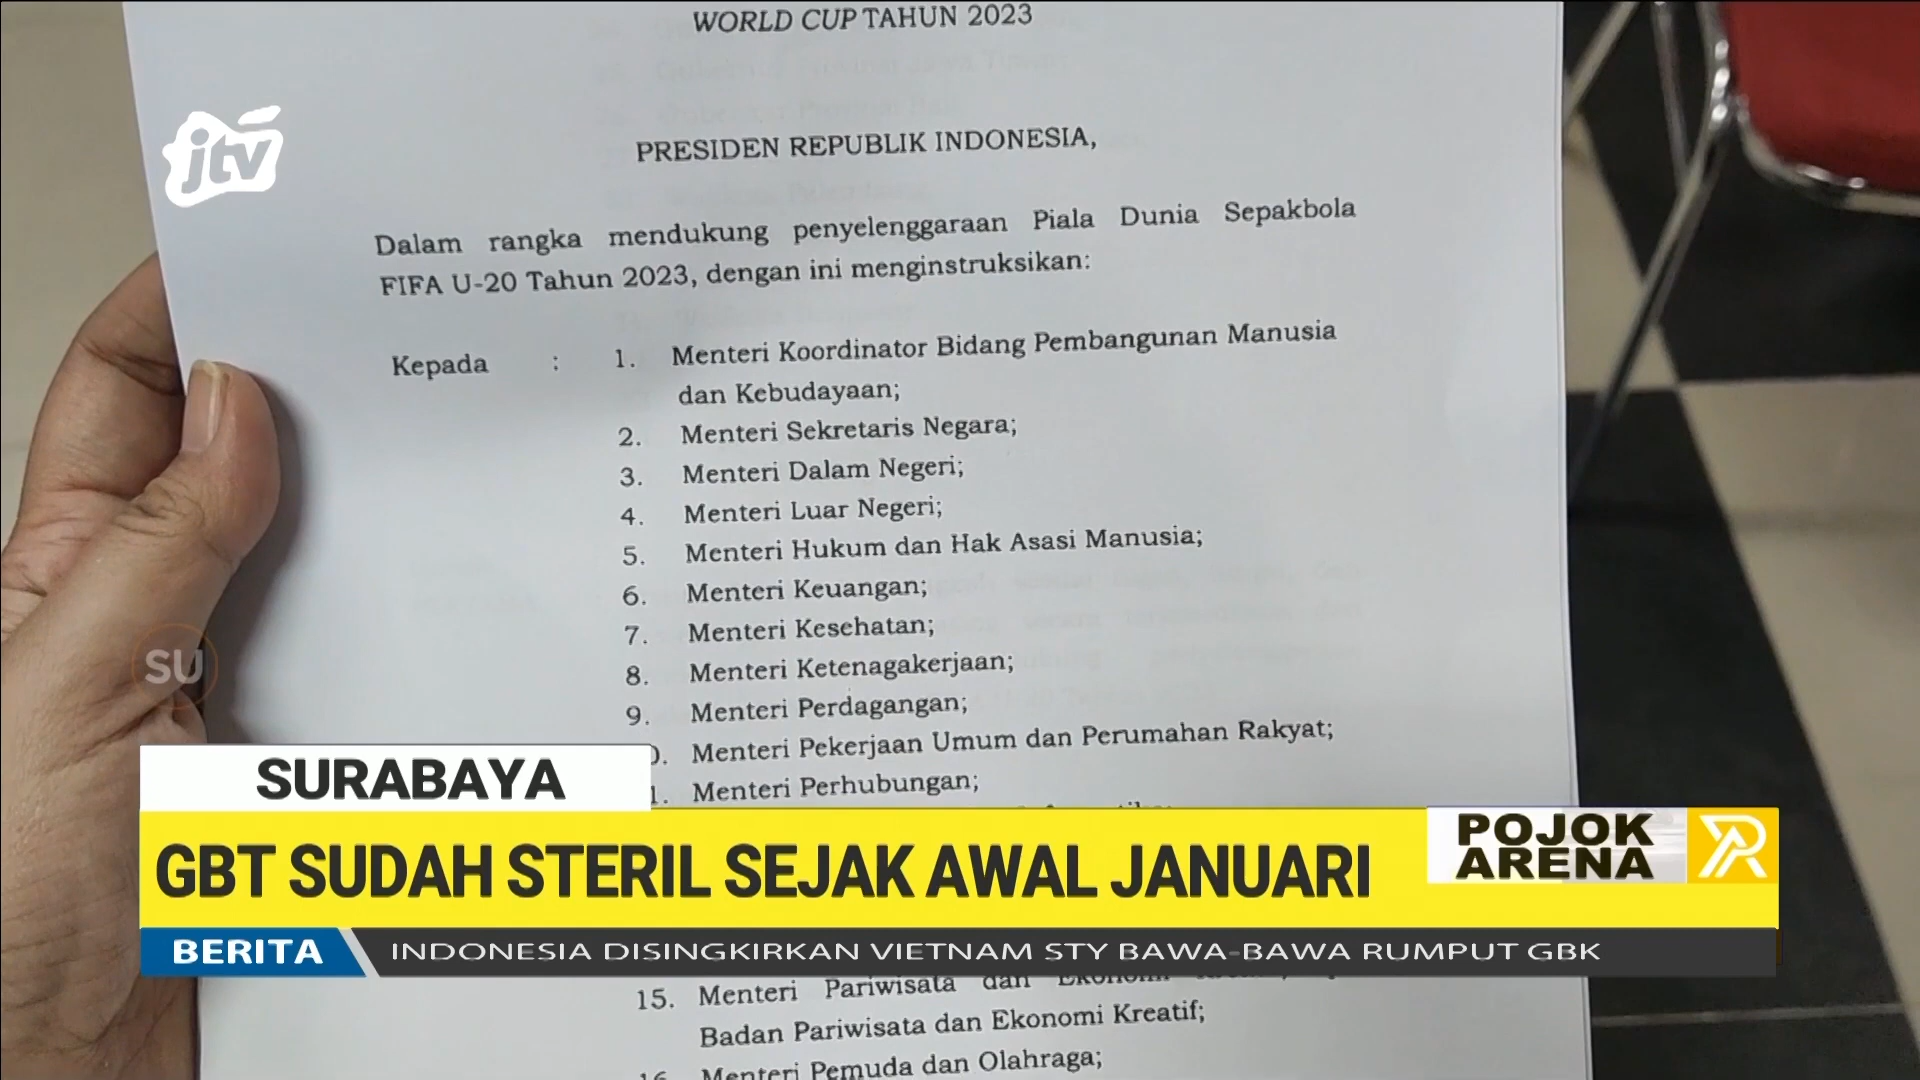 WORLD CUP TAHUN 2023
jtv
PRESIDEN REPUBLIK INDONESIA,
Dalam rangka mendukung penyelenggaraan Piala Dunia Sepakbola
FIFA U-20 Tahun 2023, dengan ini menginstruksikan:
Kepada : 1. Menteri Koordinator Bidang Pembangunan Manusia
dan Kebudayaan;
2. Menteri Sekretaris Negara;
3. Menteri Dalam Negeri;
4. Menteri Luar Negeri;
5. Menteri Hukum dan Hak Asasi Manusia;
6. Menteri Keuangan;
7. Menteri Kesehatan;
8. Menteri Ketenagakerjaan;
SU
9. Menteri Perdagangan;
Menteri Pekerjaan Umum dan Perumahan Rakyat;
Menteri Perhubungan;
SURABAYA
GBT SUDAH STERIL SEJAK AWAL JANUARI
POJOK
ARENA
BERITA
INDONESIA DISINGKIRKAN VIETNAM STY BAWA-BAWA RUMPUT GBK
15. Menteri Pariwisata dan Ekonomi
Badan Pariwisata dan Ekonomi Kreatif;
16. Menteri Pemuda dan Olahraga;